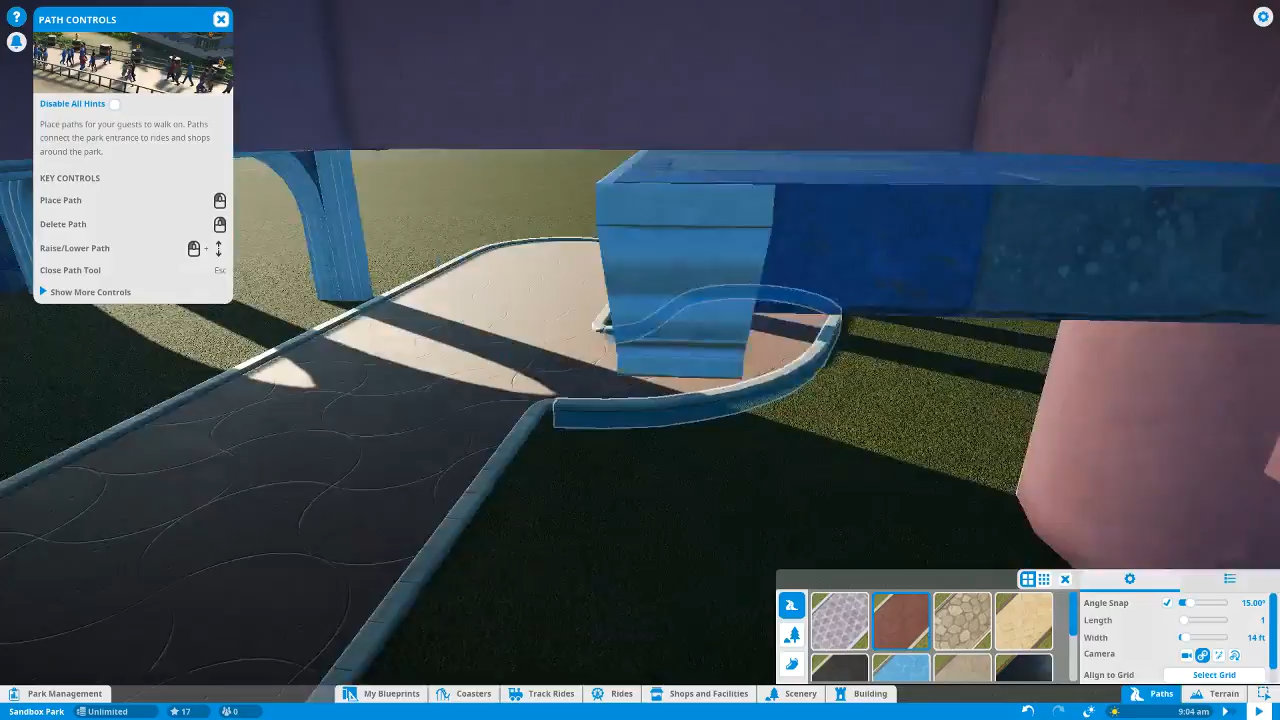 ?
PATH CONTROLS
Disable All Hints
Place paths for your guests to walk on. Paths
connect the park entrance to rides and shops
around the park.
KEY CONTROLS
Place Path
Delete Path
Raise/Lower Path +
Close Path Tool Esc
Show More Controls
Angle Snap 15.00°
Length 1
Width 14 ft
Camera
Align to Grid Select Grid
Park Management My Blueprints Coasters Track Rides Rides Shops and Facilities Scenery Building Paths Terrain
Sandbox Park Unlimited 17 0 9:04 am